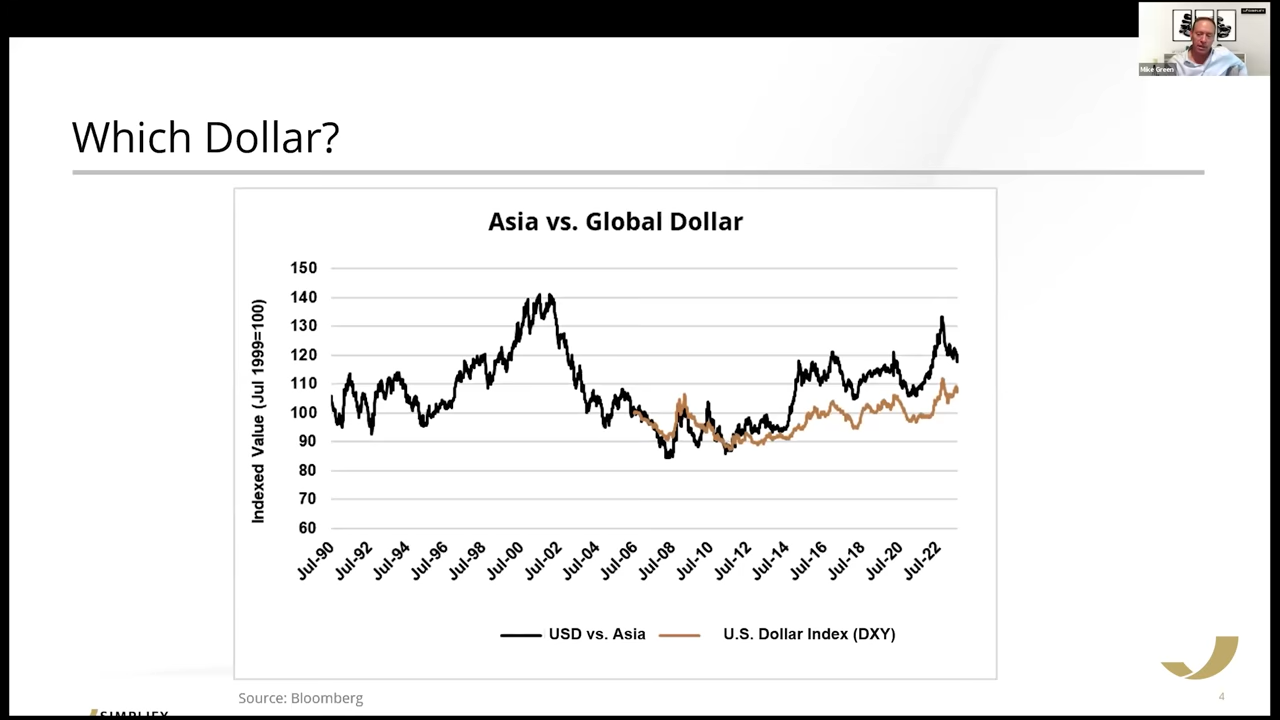 Mike Green
Which Dollar?
Asia vs. Global Dollar
Indexed Value (Jul 1999=100)
150
140
130
120
110
100
90
80
70
60
Jul-90
Jul-92
Jul-94
Jul-96
Jul-98
Jul-00
Jul-02
Jul-04
Jul-06
Jul-08
Jul-10
Jul-12
Jul-14
Jul-16
Jul-18
Jul-20
Jul-22
USD vs. Asia
U.S. Dollar Index (DXY)
Source: Bloomberg
4
SIMPLIFY